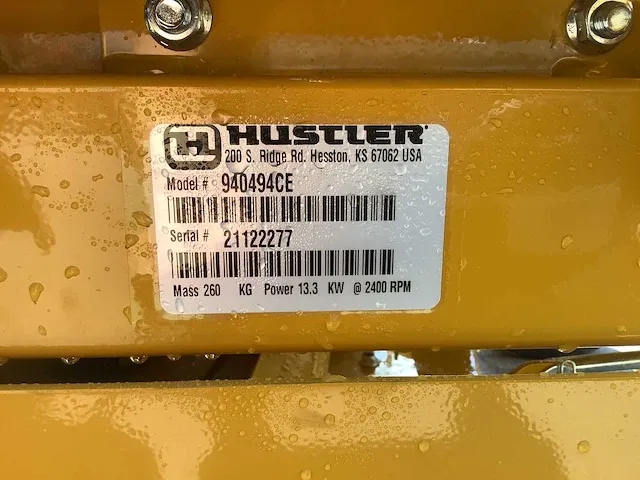 HUSTLER
200 S. Ridge Rd. Hesston, KS 67062 USA
Model # 940494CE
Serial # 21122277
Mass 260 KG Power 13.3 KW @ 2400 RPM